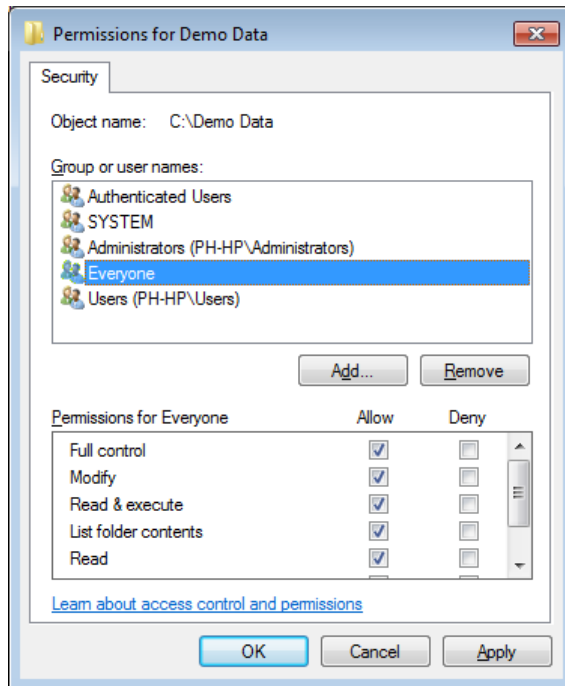 Permissions for Demo Data
Security
Object name: C:\Demo Data
Group or user names:
Authenticated Users
SYSTEM
Administrators (PH-HP\Administrators)
Everyone
Users (PH-HP\Users)
Add... Remove
Permissions for Everyone Allow Deny
Full control
Modify
Read & execute
List folder contents
Read
Learn about access control and permissions
OK Cancel Apply